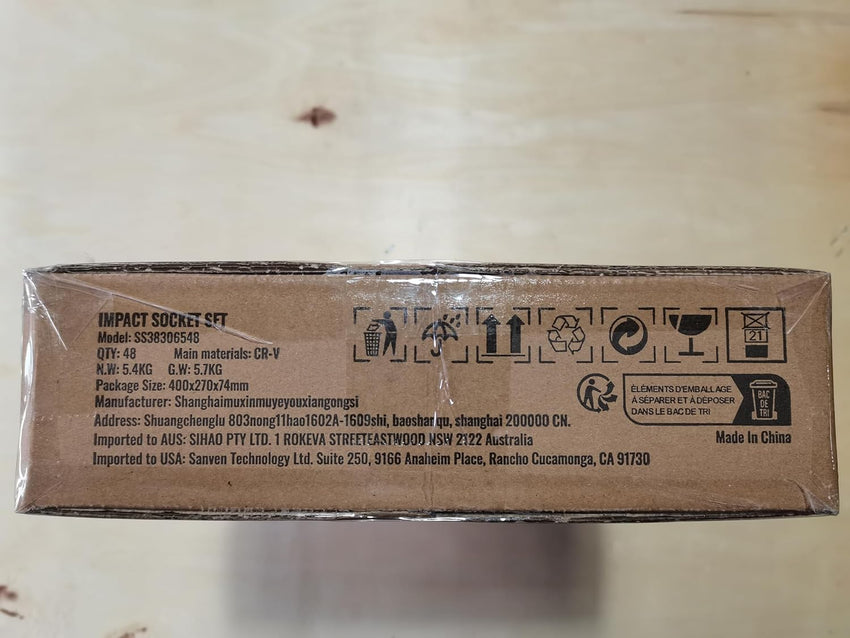 IMPACT SOCKET SET
Model: SS38306548
QTY: 48 Main materials: CR-V
N.W: 5.4KG G.W: 5.7KG
Package Size: 400x270x74mm
Manufacturer: Shanghaimuxinmuyeyouxiangongsi
Address: Shuangchenglu 803nong11hao1602A-1609shi, baoshanqu, shanghai 200000 CN.
Imported to AUS: SIHAO PTY LTD. 1 ROKEVA STREETEASTWOOD NSW 2122 Australia
Imported to USA: Sanven Technology Ltd. Suite 250, 9166 Anaheim Place, Rancho Cucamonga, CA 91730
21
ÉLÉMENTS D'EMBALLAGE
À SÉPARER ET À DÉPOSER
DANS LE BAC DE TRI
BAC
DE
TRI
Made In China